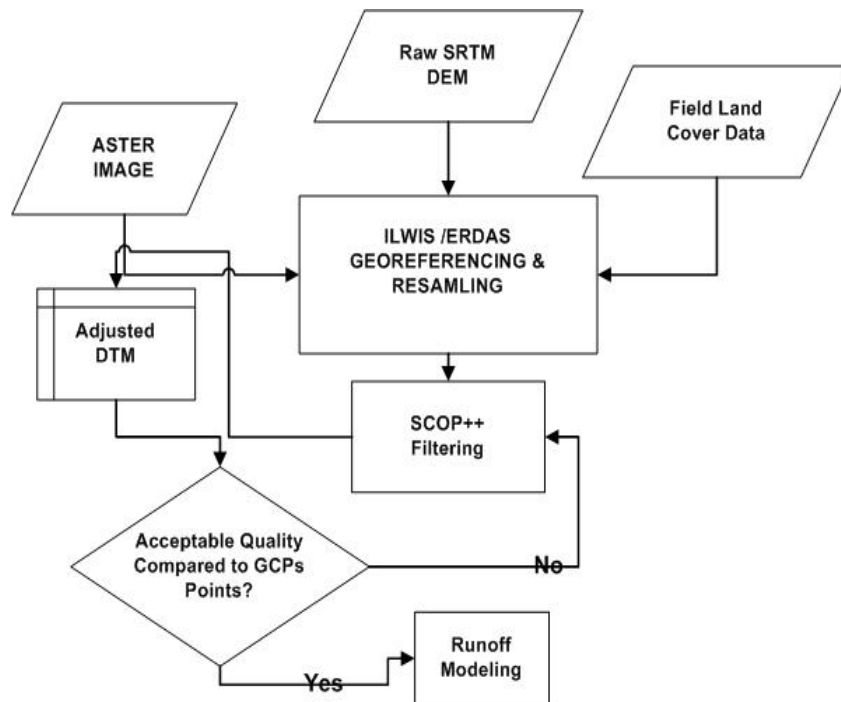 Raw SRTM
DEM
ASTER
IMAGE
Field Land
Cover Data
ILWIS /ERDAS
GEOREFERENCING &
RESAMLING
Adjusted
DTM
SCOP++
Filtering
Acceptable Quality
Compared to GCPs
Points?
No
Runoff
Modeling
Yes